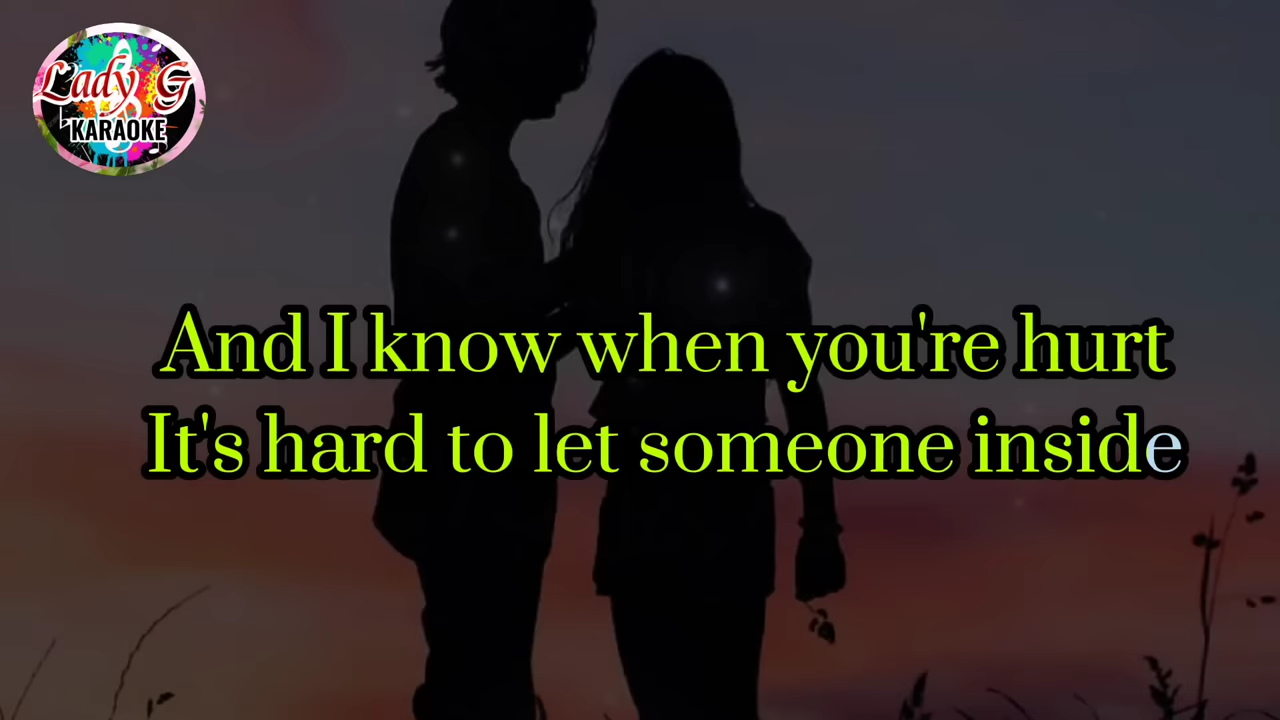 Lady G
KARAOKE
And I know when you're hurt
It's hard to let someone inside